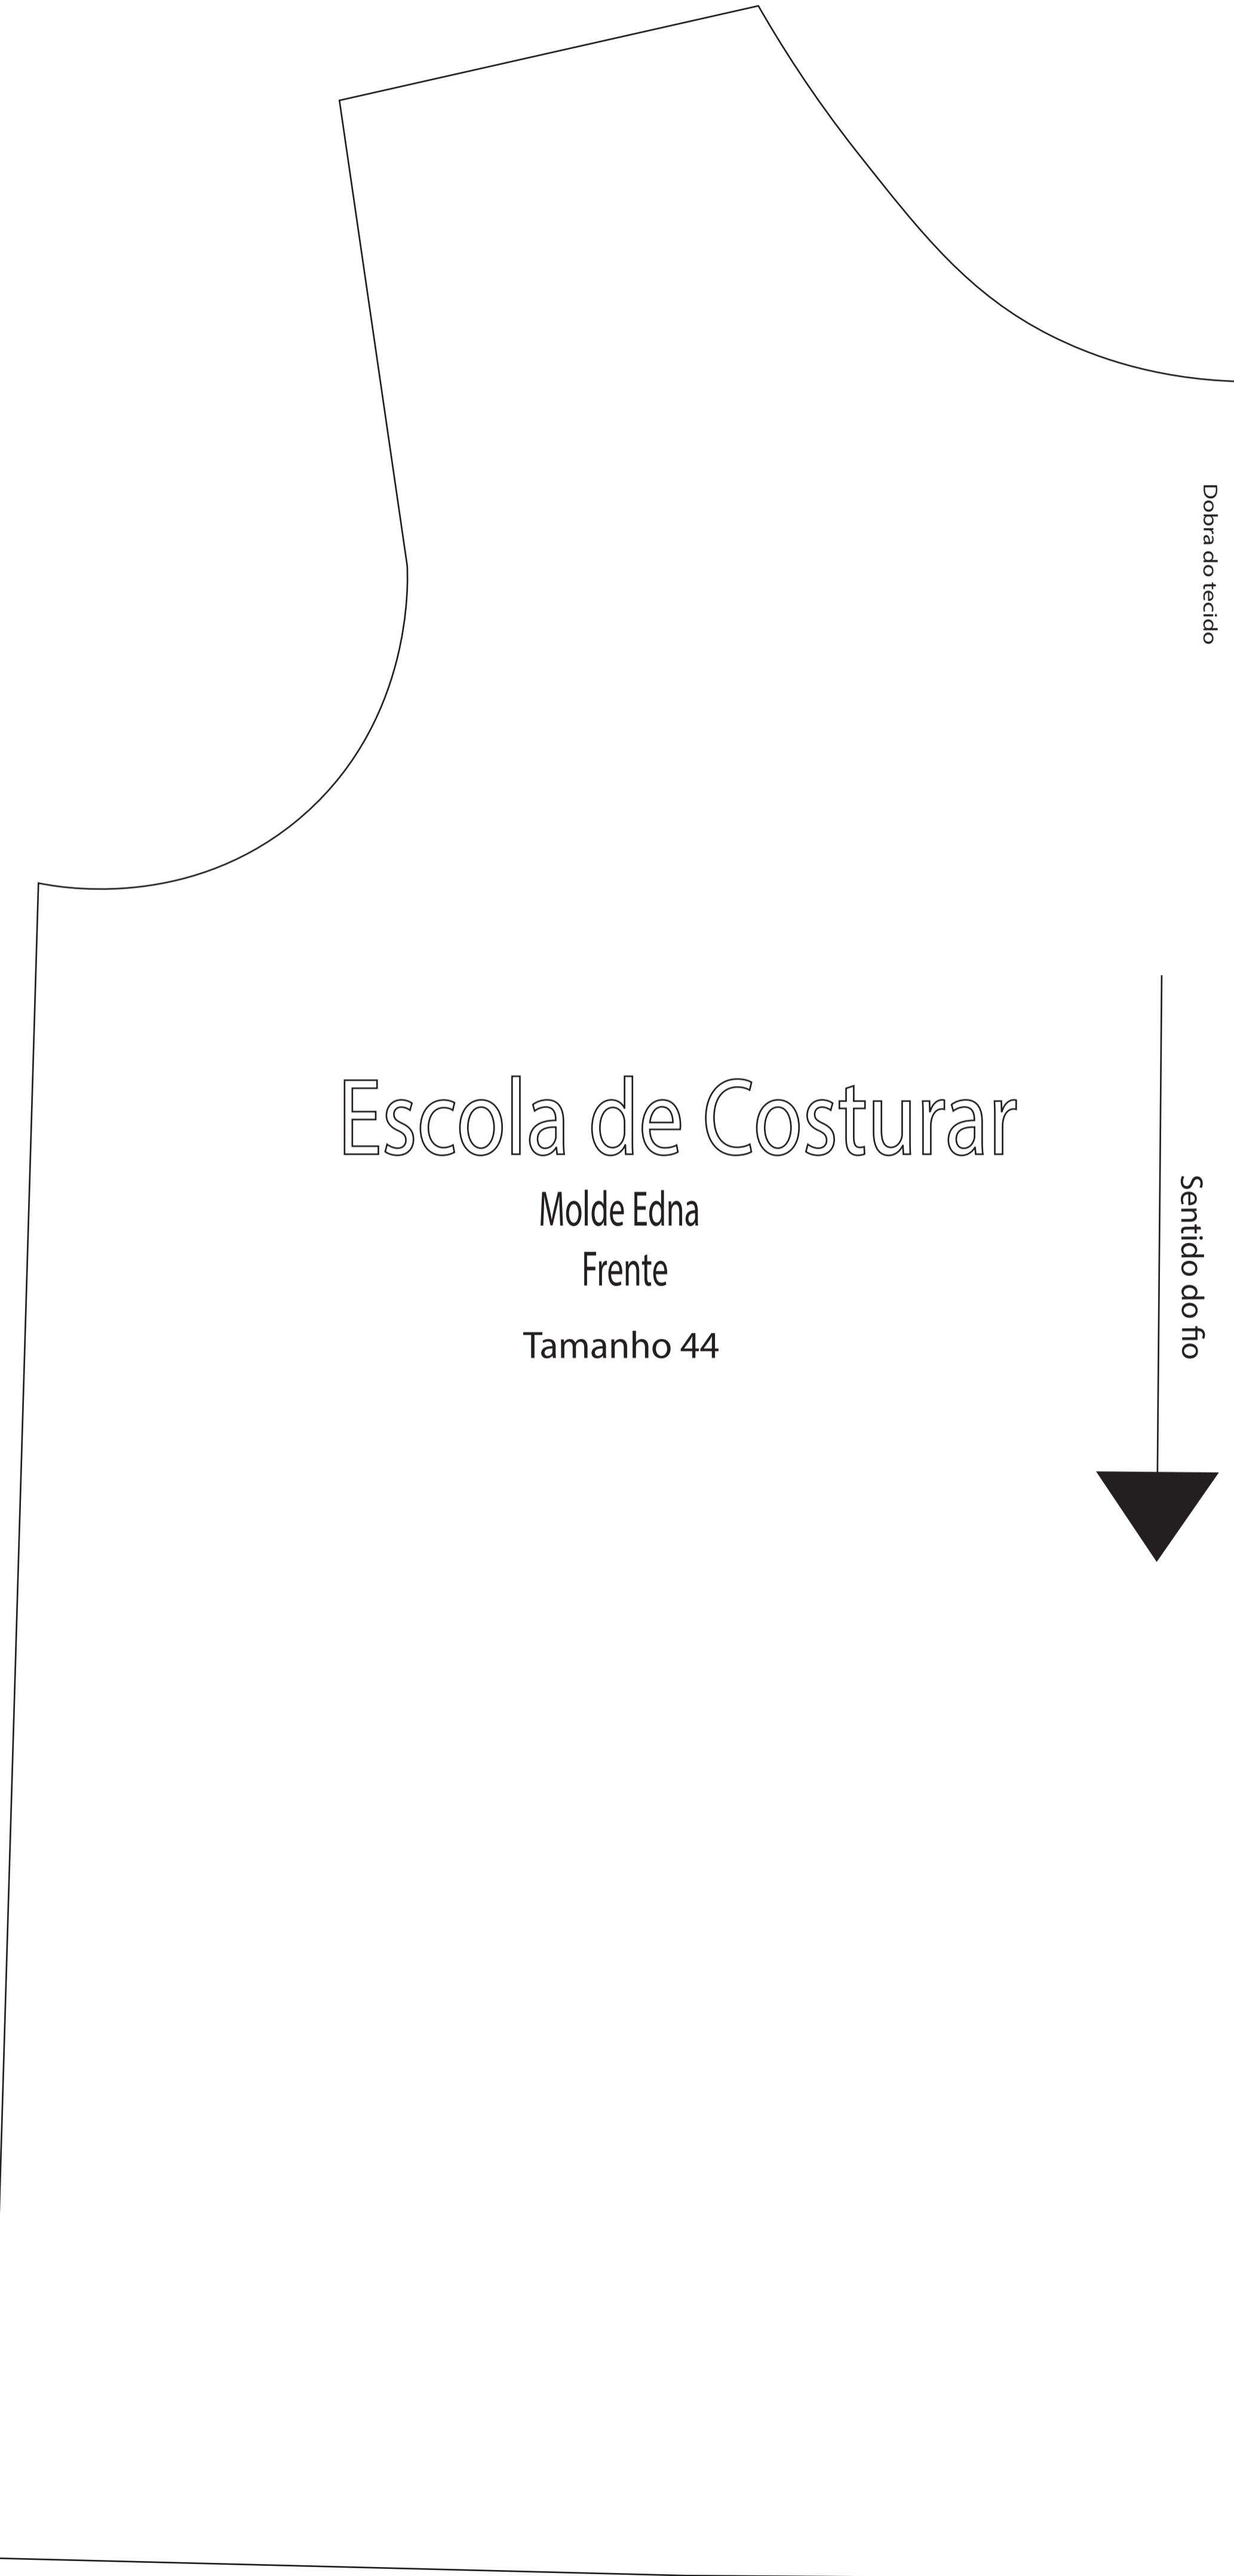 Dobra do tecido
Escola de Costurar
Molde Edna
Frente
Tamanho 44
Sentido do fio